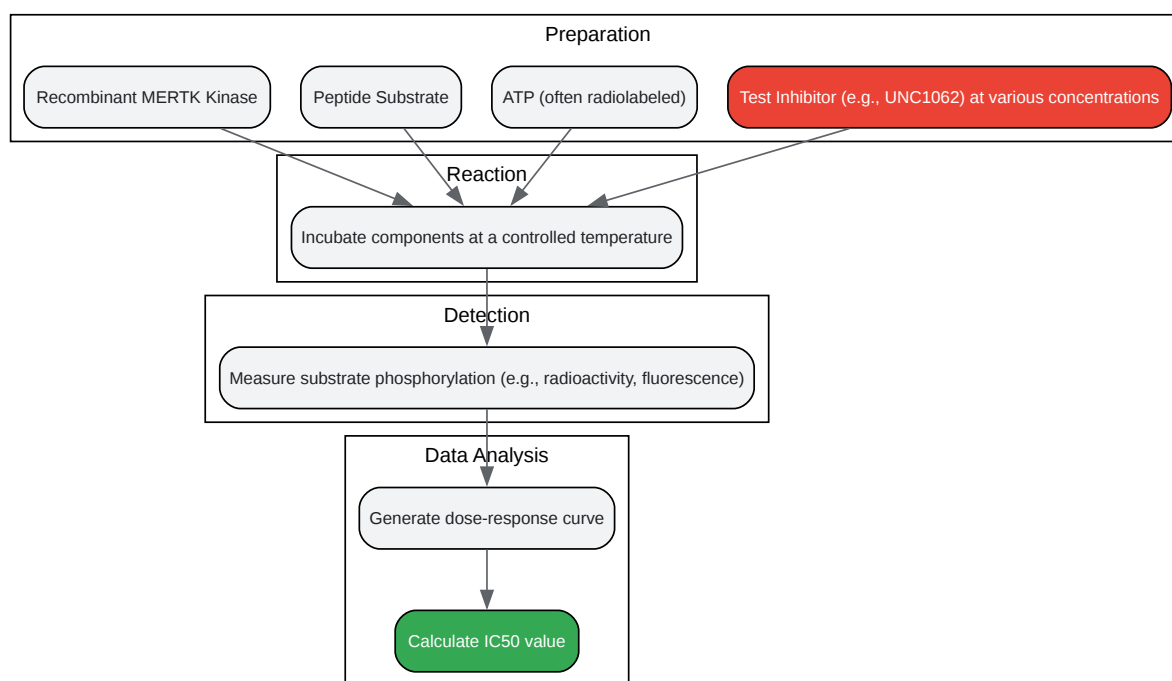 Preparation
Recombinant MERTK Kinase
Peptide Substrate
ATP (often radiolabeled)
Test Inhibitor (e.g., UNC1062) at various concentrations
Reaction
Incubate components at a controlled temperature
Detection
Measure substrate phosphorylation (e.g., radioactivity, fluorescence)
Data Analysis
Generate dose-response curve
Calculate IC50 value